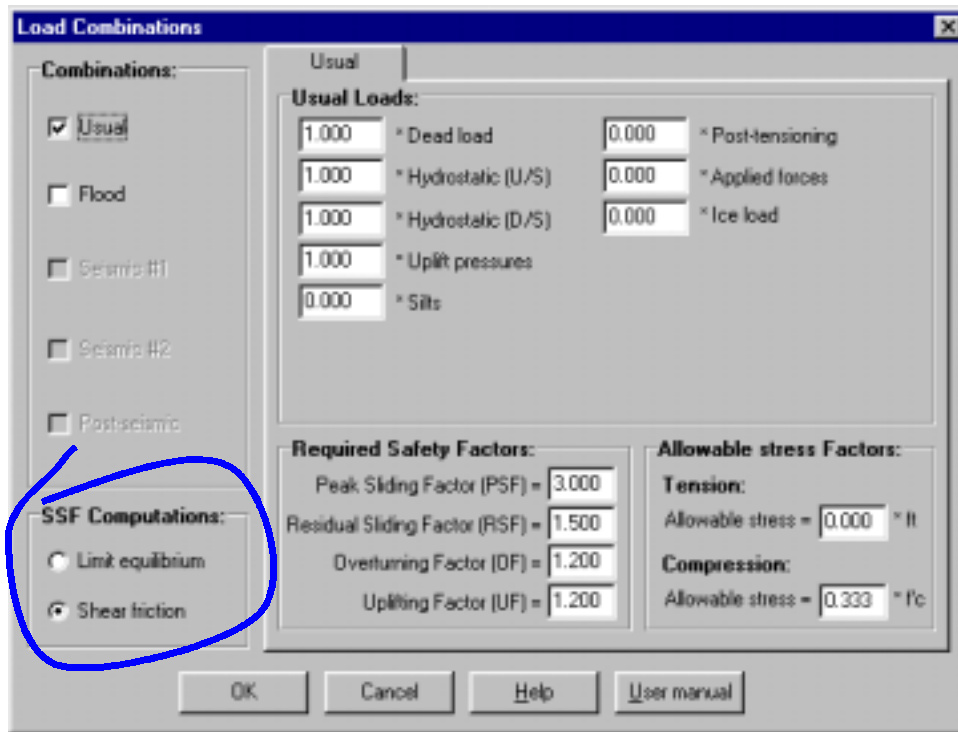 Load Combinations
Combinations:
Usual
Flood
Seismic #1
Seismic #2
Post-seismic
SSF Computations:
Limit equilibrium
Shear friction
Usual
Usual Loads:
1.000 * Dead load
1.000 * Hydrostatic (U/S)
1.000 * Hydrostatic (D/S)
1.000 * Uplift pressures
0.000 * Silts
0.000 * Post-tensioning
0.000 * Applied forces
0.000 * Ice load
Required Safety Factors:
Peak Sliding Factor (PSF) = 3.000
Residual Sliding Factor (RSF) = 1.500
Overturning Factor (OF) = 1.200
Uplifting Factor (UF) = 1.200
Allowable stress Factors:
Tension:
Allowable stress = 0.000 * ft
Compression:
Allowable stress = 0.333 * f'c
OK Cancel Help User manual